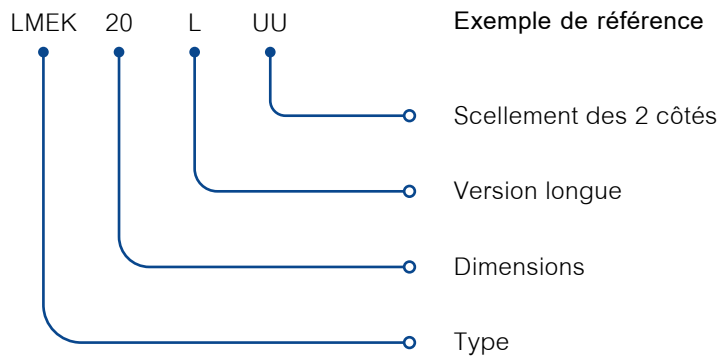 LMEK 20 L UU Exemple de référence
Scellement des 2 côtés
Version longue
Dimensions
Type